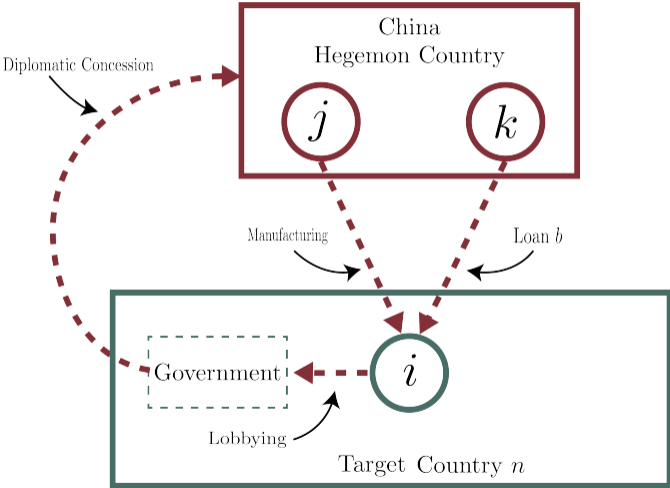 China
Hegemon Country
Diplomatic Concession
j
k
Manufacturing
Loan b
Government
i
Lobbying
Target Country n